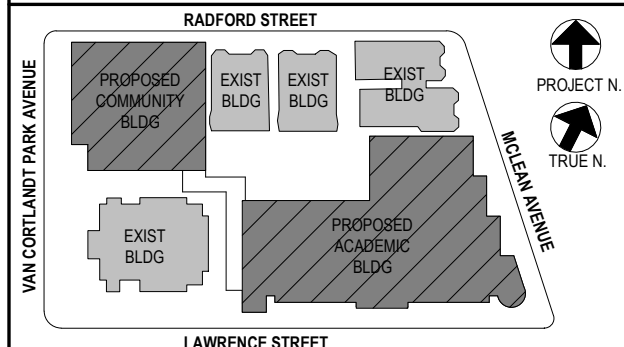 RADFORD STREET
PROPOSED
COMMUNITY
BLDG
EXIST
BLDG
EXIST
BLDG
EXIST
BLDG
PROJECT N.
TRUE N.
VAN CORTLANDT PARK AVENUE
MCLEAN AVENUE
EXIST
BLDG
PROPOSED
ACADEMIC
BLDG
LAWRENCE STREET